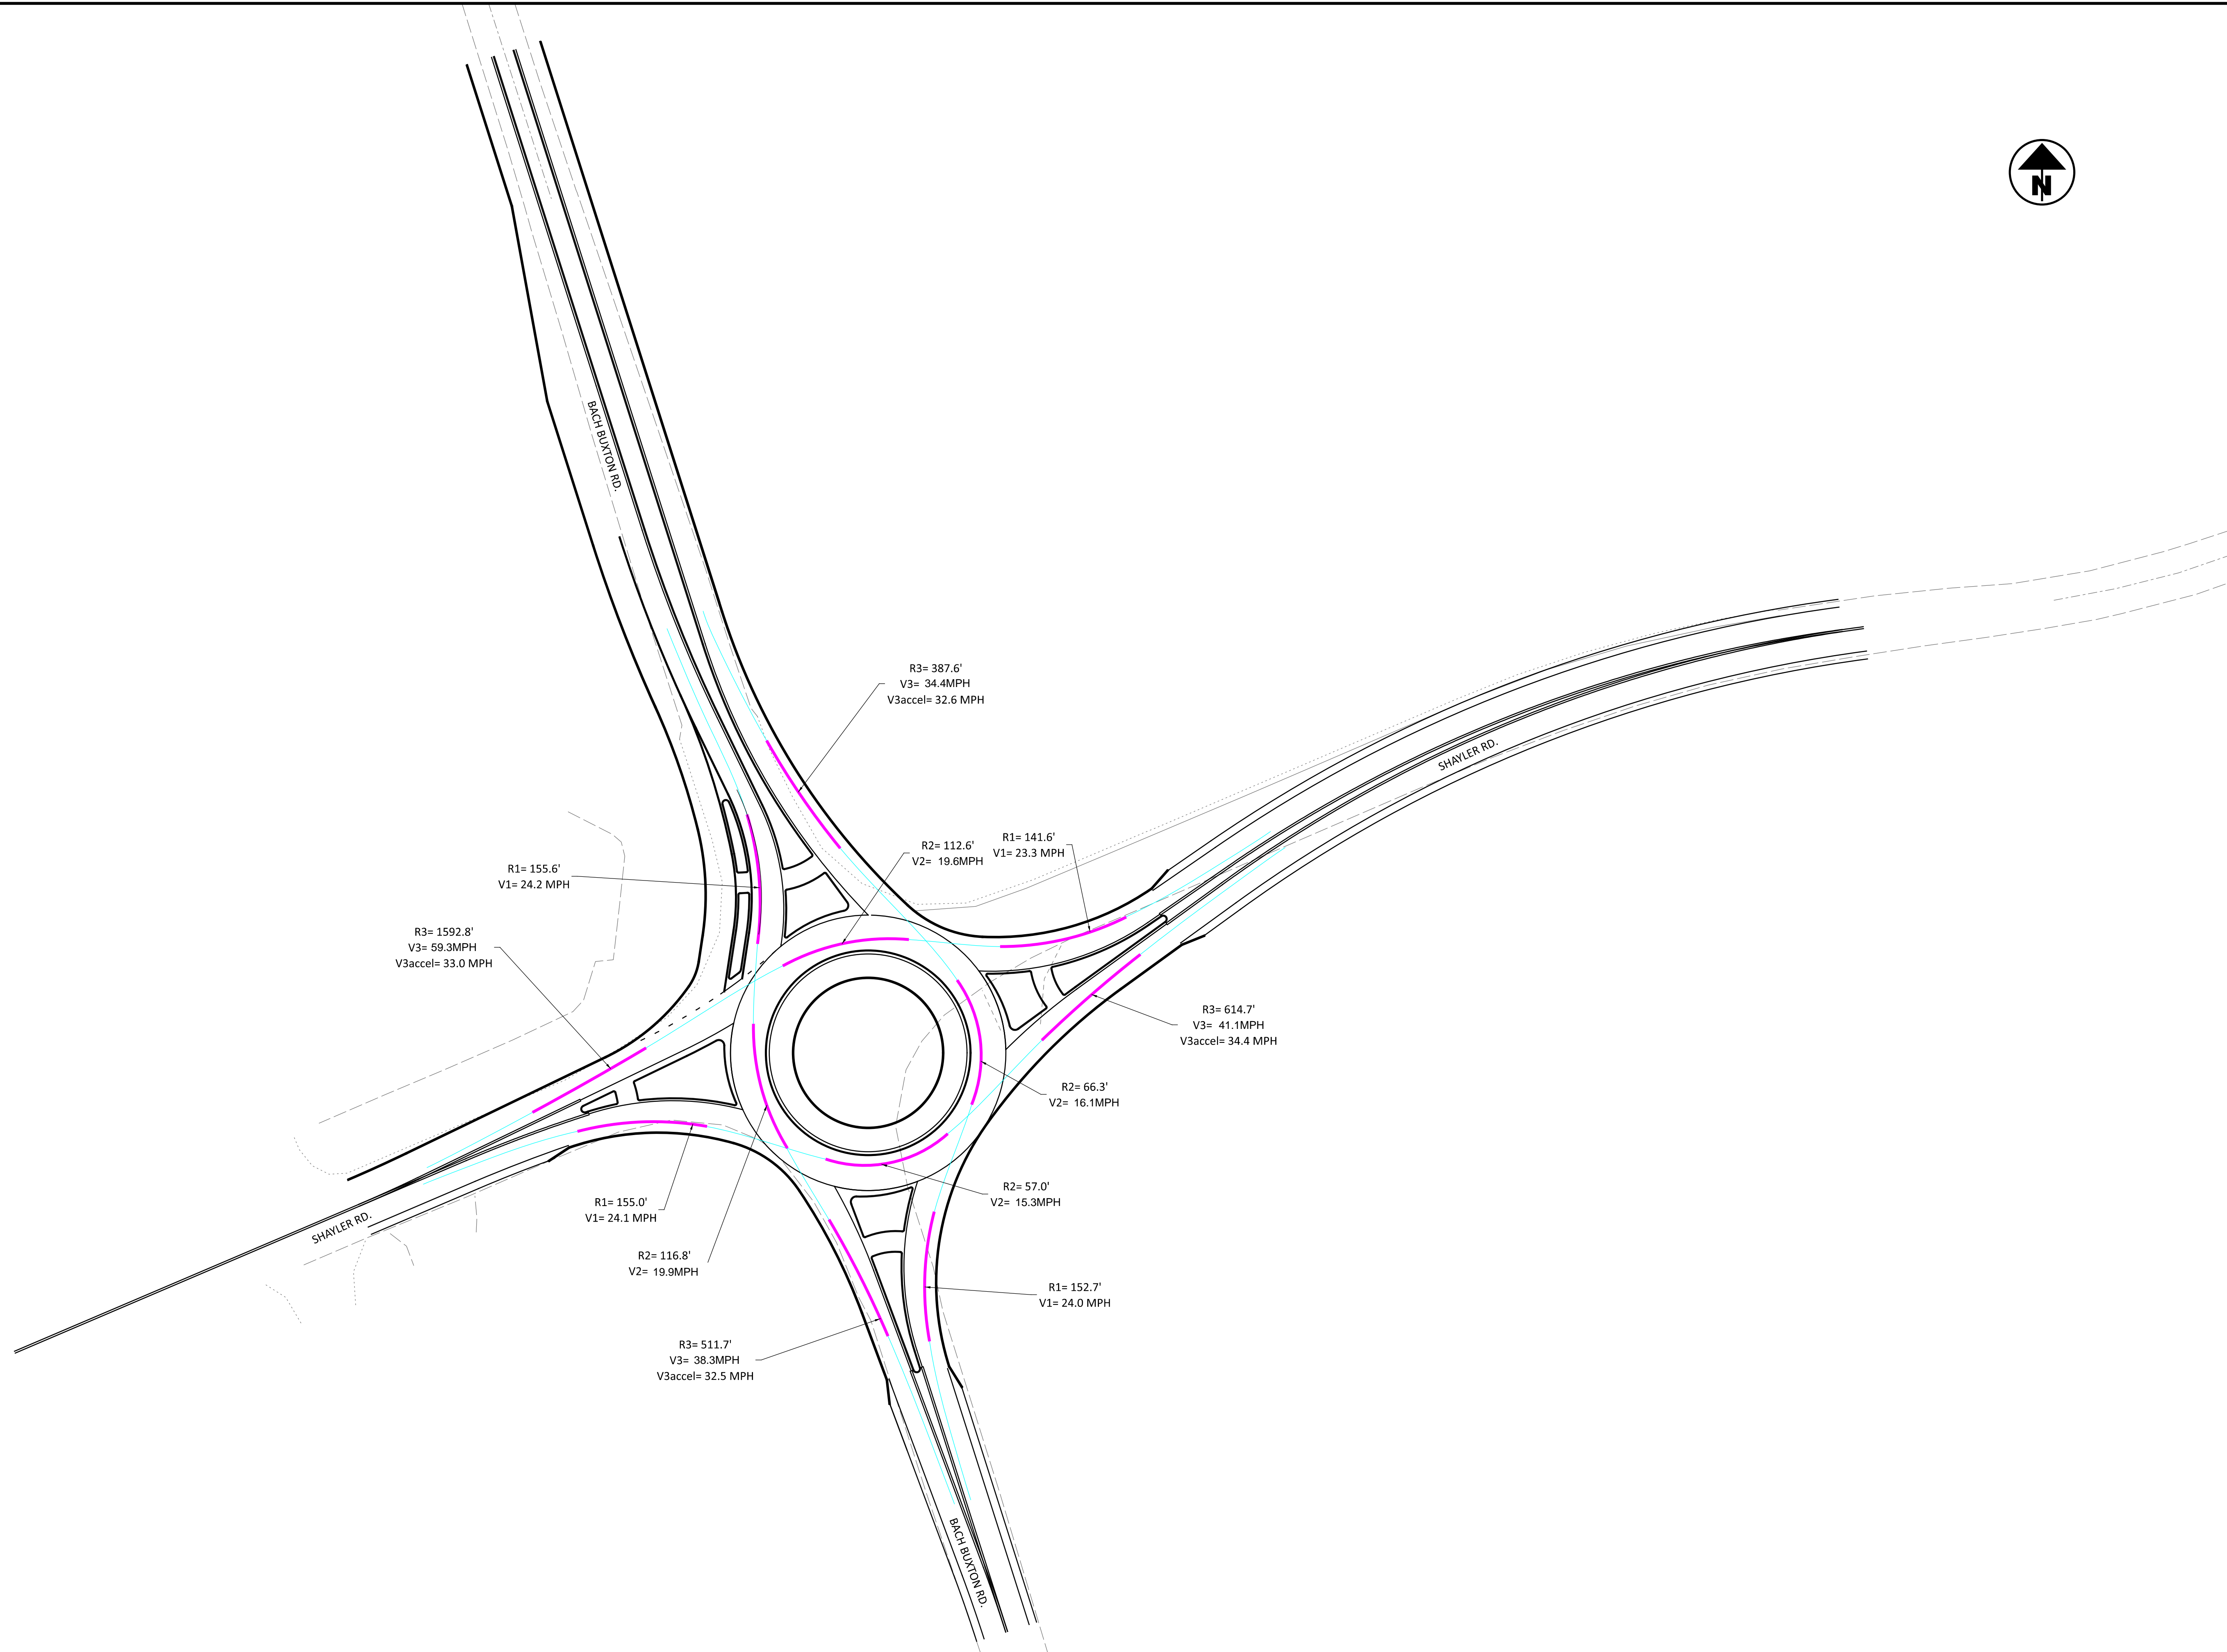 N
BACH BUXTON RD.
R3= 387.6'
V3= 34.4MPH
V3accel= 32.6 MPH
SHAYLER RD.
R2= 112.6'
V2= 19.6MPH
R1= 141.6'
V1= 23.3 MPH
R1= 155.6'
V1= 24.2 MPH
R3= 1592.8'
V3= 59.3MPH
V3accel= 33.0 MPH
R3= 614.7'
V3= 41.1MPH
V3accel= 34.4 MPH
R2= 66.3'
V2= 16.1MPH
R2= 57.0'
V2= 15.3MPH
R1= 155.0'
V1= 24.1 MPH
SHAYLER RD.
R2= 116.8'
V2= 19.9MPH
R1= 152.7'
V1= 24.0 MPH
R3= 511.7'
V3= 38.3MPH
V3accel= 32.5 MPH
BACH BUXTON RD.